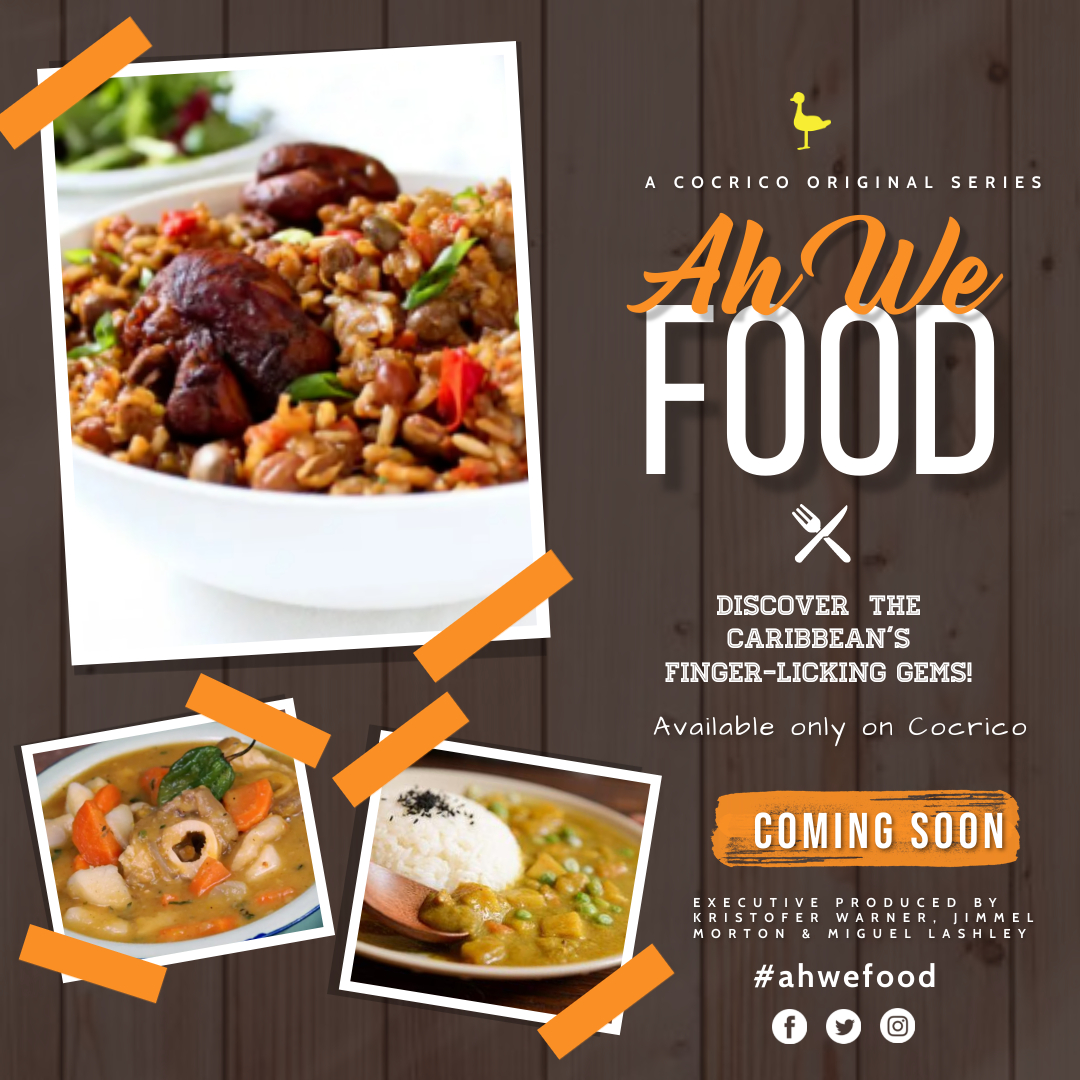 A COCRICO ORIGINAL SERIES
Ah We
FOOD
DISCOVER THE
CARIBBEAN'S
FINGER-LICKING GEMS!
Available only on Cocrico
COMING SOON
EXECUTIVE PRODUCED BY
KRISTOFER WARNER, JIMMEL
MORTON & MIGUEL LASHLEY
#ahwefood